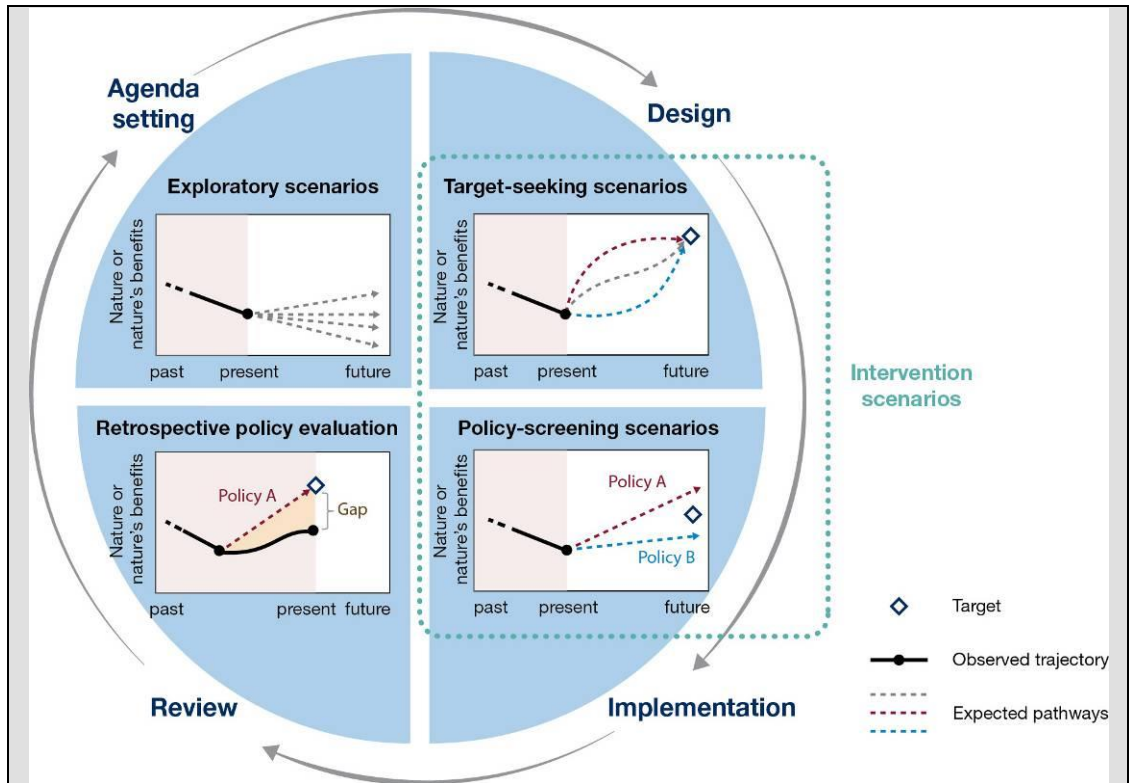 Agenda
setting
Design
Exploratory scenarios
Nature or
nature's benefits
past present future
Target-seeking scenarios
Nature or
nature's benefits
past present future
Intervention
scenarios
Retrospective policy evaluation
Nature or
nature's benefits
Policy A
Gap
past present future
Policy-screening scenarios
Nature or
nature's benefits
Policy A
Policy B
past present future
Target
Observed trajectory
Expected pathways
Review
Implementation